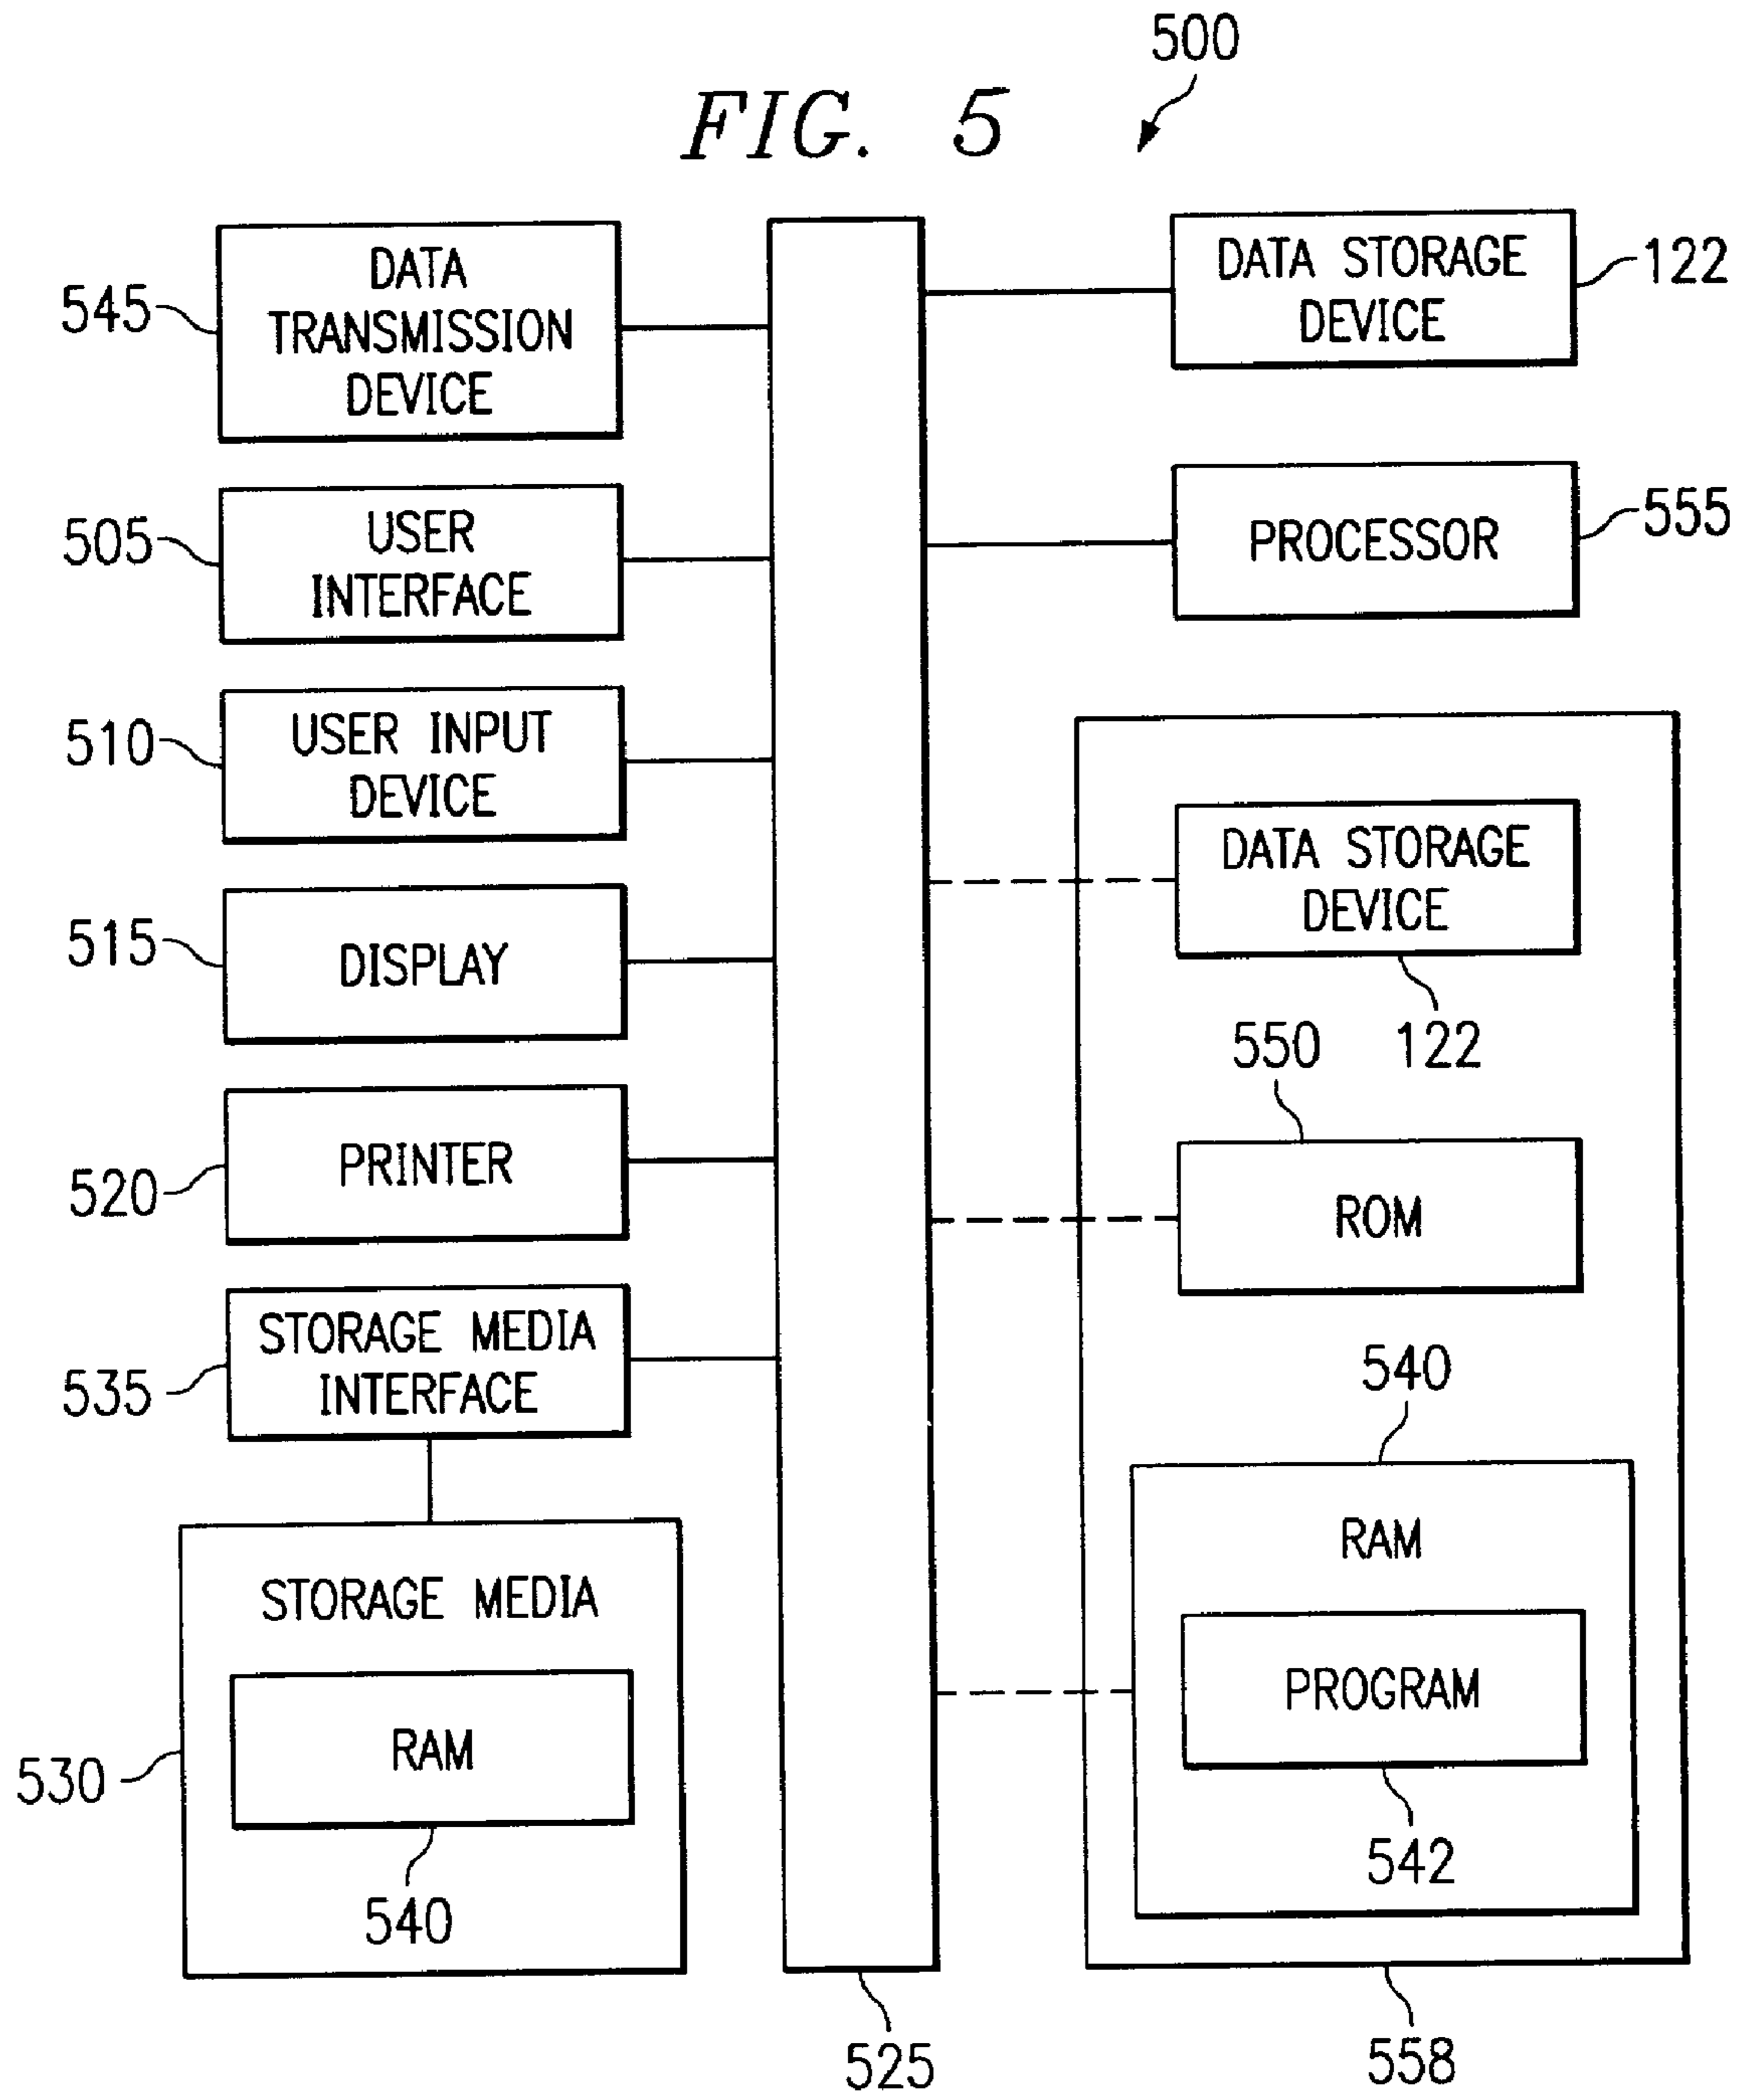 500
FIG. 5
DATA
TRANSMISSION
DEVICE
545
USER
INTERFACE
505
USER INPUT
DEVICE
510
DISPLAY
515
PRINTER
520
STORAGE MEDIA
INTERFACE
535
STORAGE MEDIA
RAM
530
540
525
DATA STORAGE
DEVICE
122
PROCESSOR
555
DATA STORAGE
DEVICE
122
550
ROM
540
RAM
PROGRAM
542
558